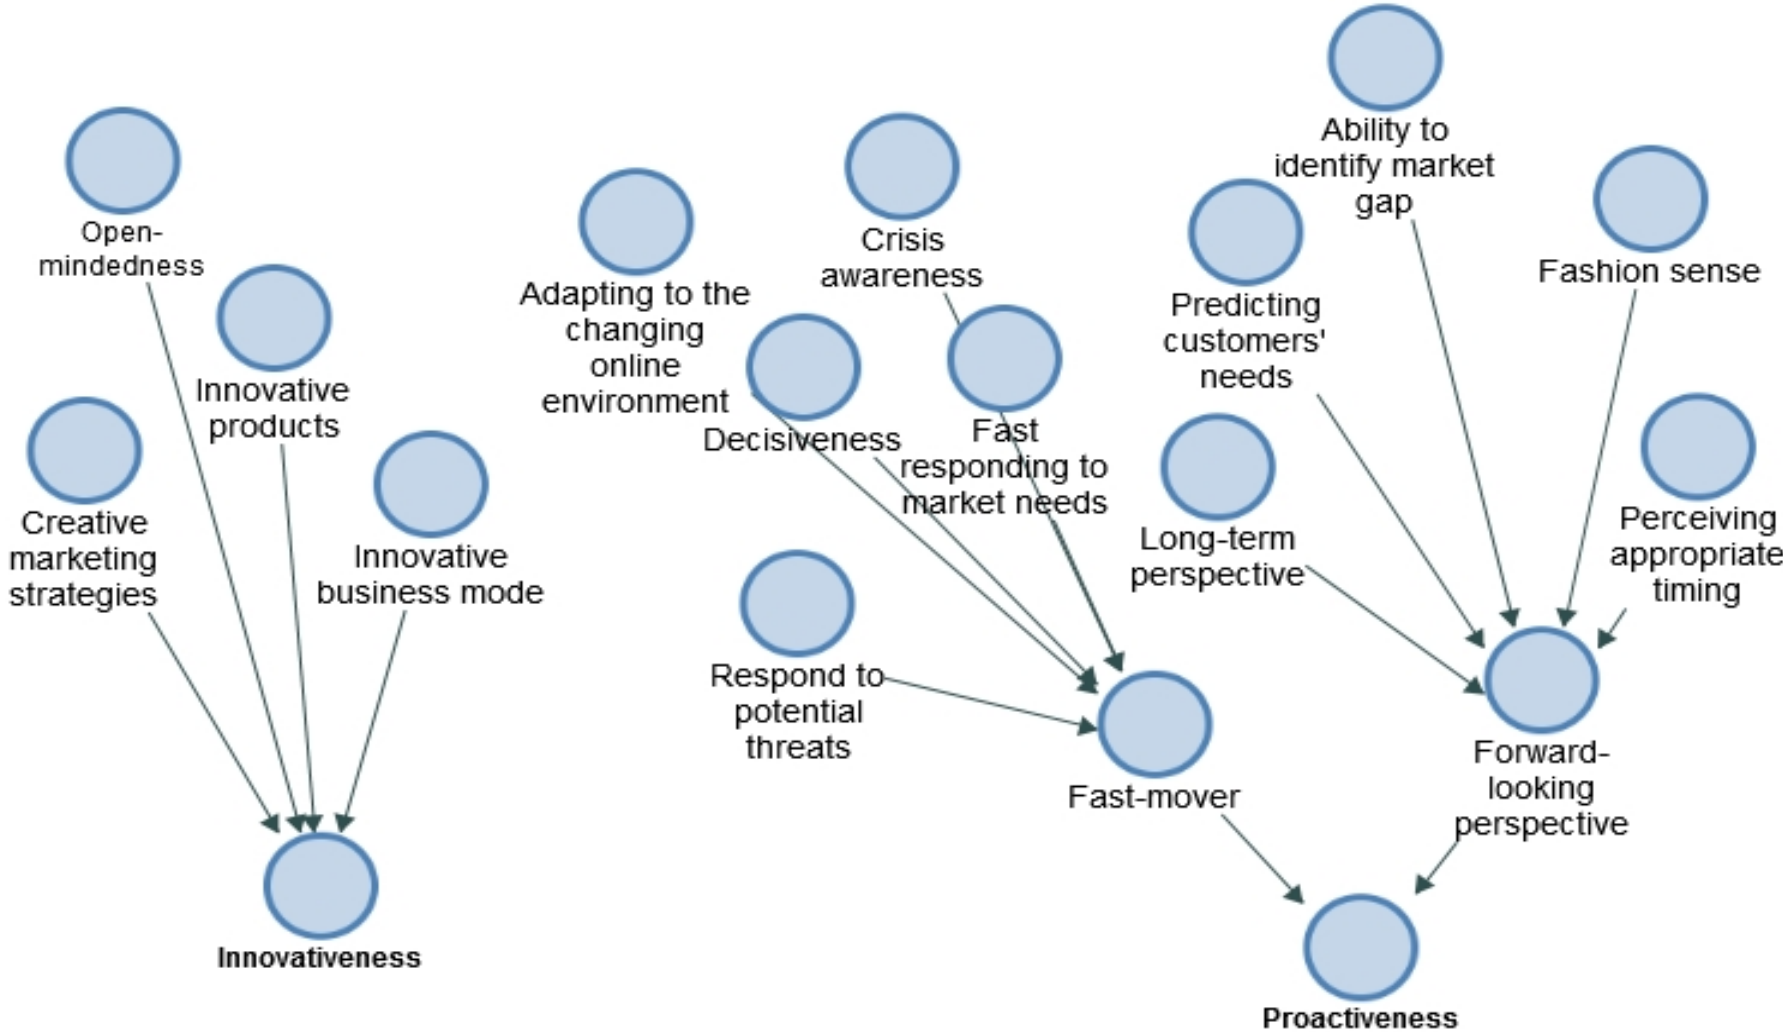 Open-
mindedness
Innovative
products
Creative
marketing
strategies
Innovative
business mode
Innovativeness
Adapting to the
changing
online
environment
Crisis
awareness
Decisiveness
Fast
responding to
market needs
Respond to
potential
threats
Fast-mover
Ability to
identify market
gap
Predicting
customers'
needs
Fashion sense
Long-term
perspective
Perceiving
appropriate
timing
Forward-
looking
perspective
Proactiveness